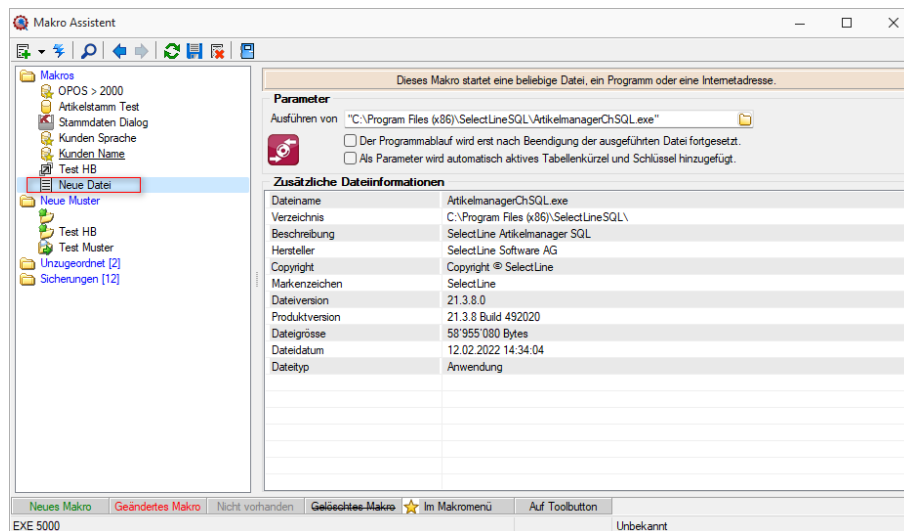 Makro Assistent
Makros
OPOS > 2000
Artikelstamm Test
Stammdaten Dialog
Kunden Sprache
Kunden Name
Test HB
Neue Datei
Neue Muster
Test HB
Test Muster
Unzugeordnet [2]
Sicherungen [12]
Dieses Makro startet eine beliebige Datei, ein Programm oder eine Internetadresse.
Parameter
Ausführen von "C:\Program Files (x86)\SelectLineSQL\ArtikelmanagerChSQL.exe"
Der Programmablauf wird erst nach Beendigung der ausgeführten Datei fortgesetzt.
Als Parameter wird automatisch aktives Tabellenkürzel und Schlüssel hinzugefügt.
Zusätzliche Dateiinformationen
Dateiname ArtikelmanagerChSQL.exe
Verzeichnis C:\Program Files (x86)\SelectLineSQL\
Beschreibung SelectLine Artikelmanager SQL
Hersteller SelectLine Software AG
Copyright Copyright © SelectLine
Markenzeichen SelectLine
Dateiversion 21.3.8.0
Produktversion 21.3.8 Build 492020
Dateigrösse 58'955'080 Bytes
Dateidatum 12.02.2022 14:34:04
Dateityp Anwendung
Neues Makro Geändertes Makro Nicht vorhanden Gelöschtes Makro Im Makromenü Auf Toolbutton
EXE 5000 Unbekannt